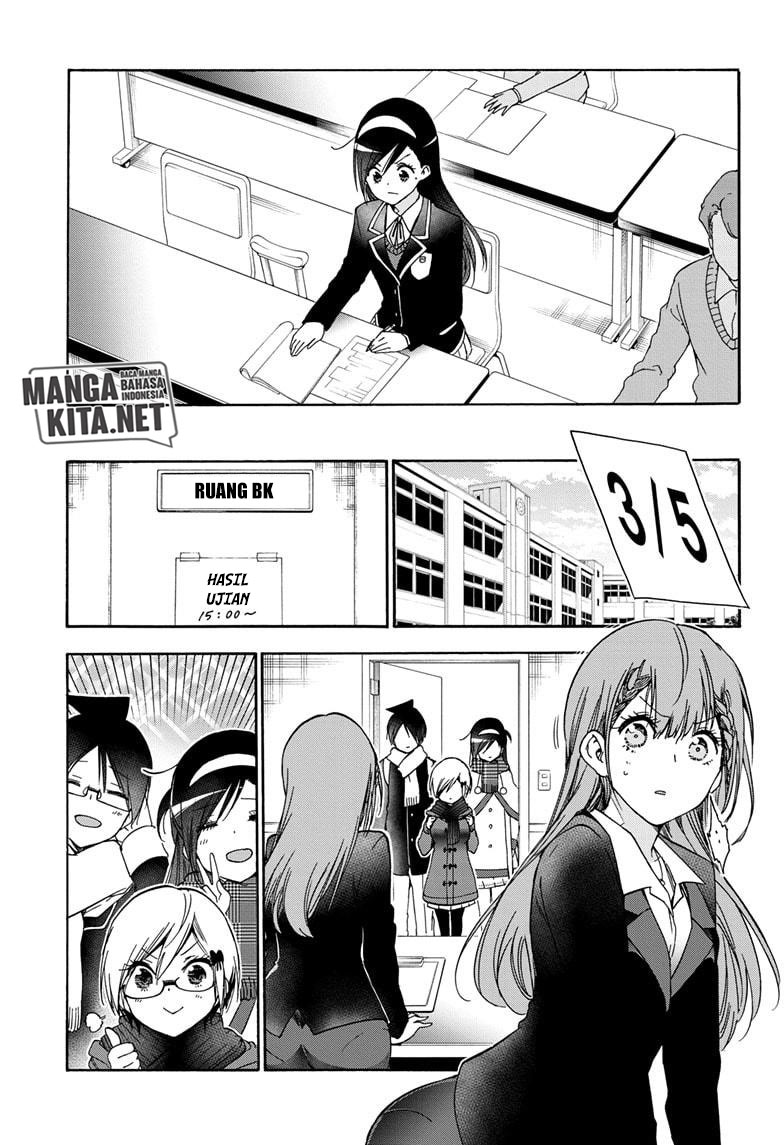 MANGA
KITA.NET
BACA MANGA
BAHASA
INDONESIA
3/5
RUANG BK
HASIL
UJIAN
15:00~